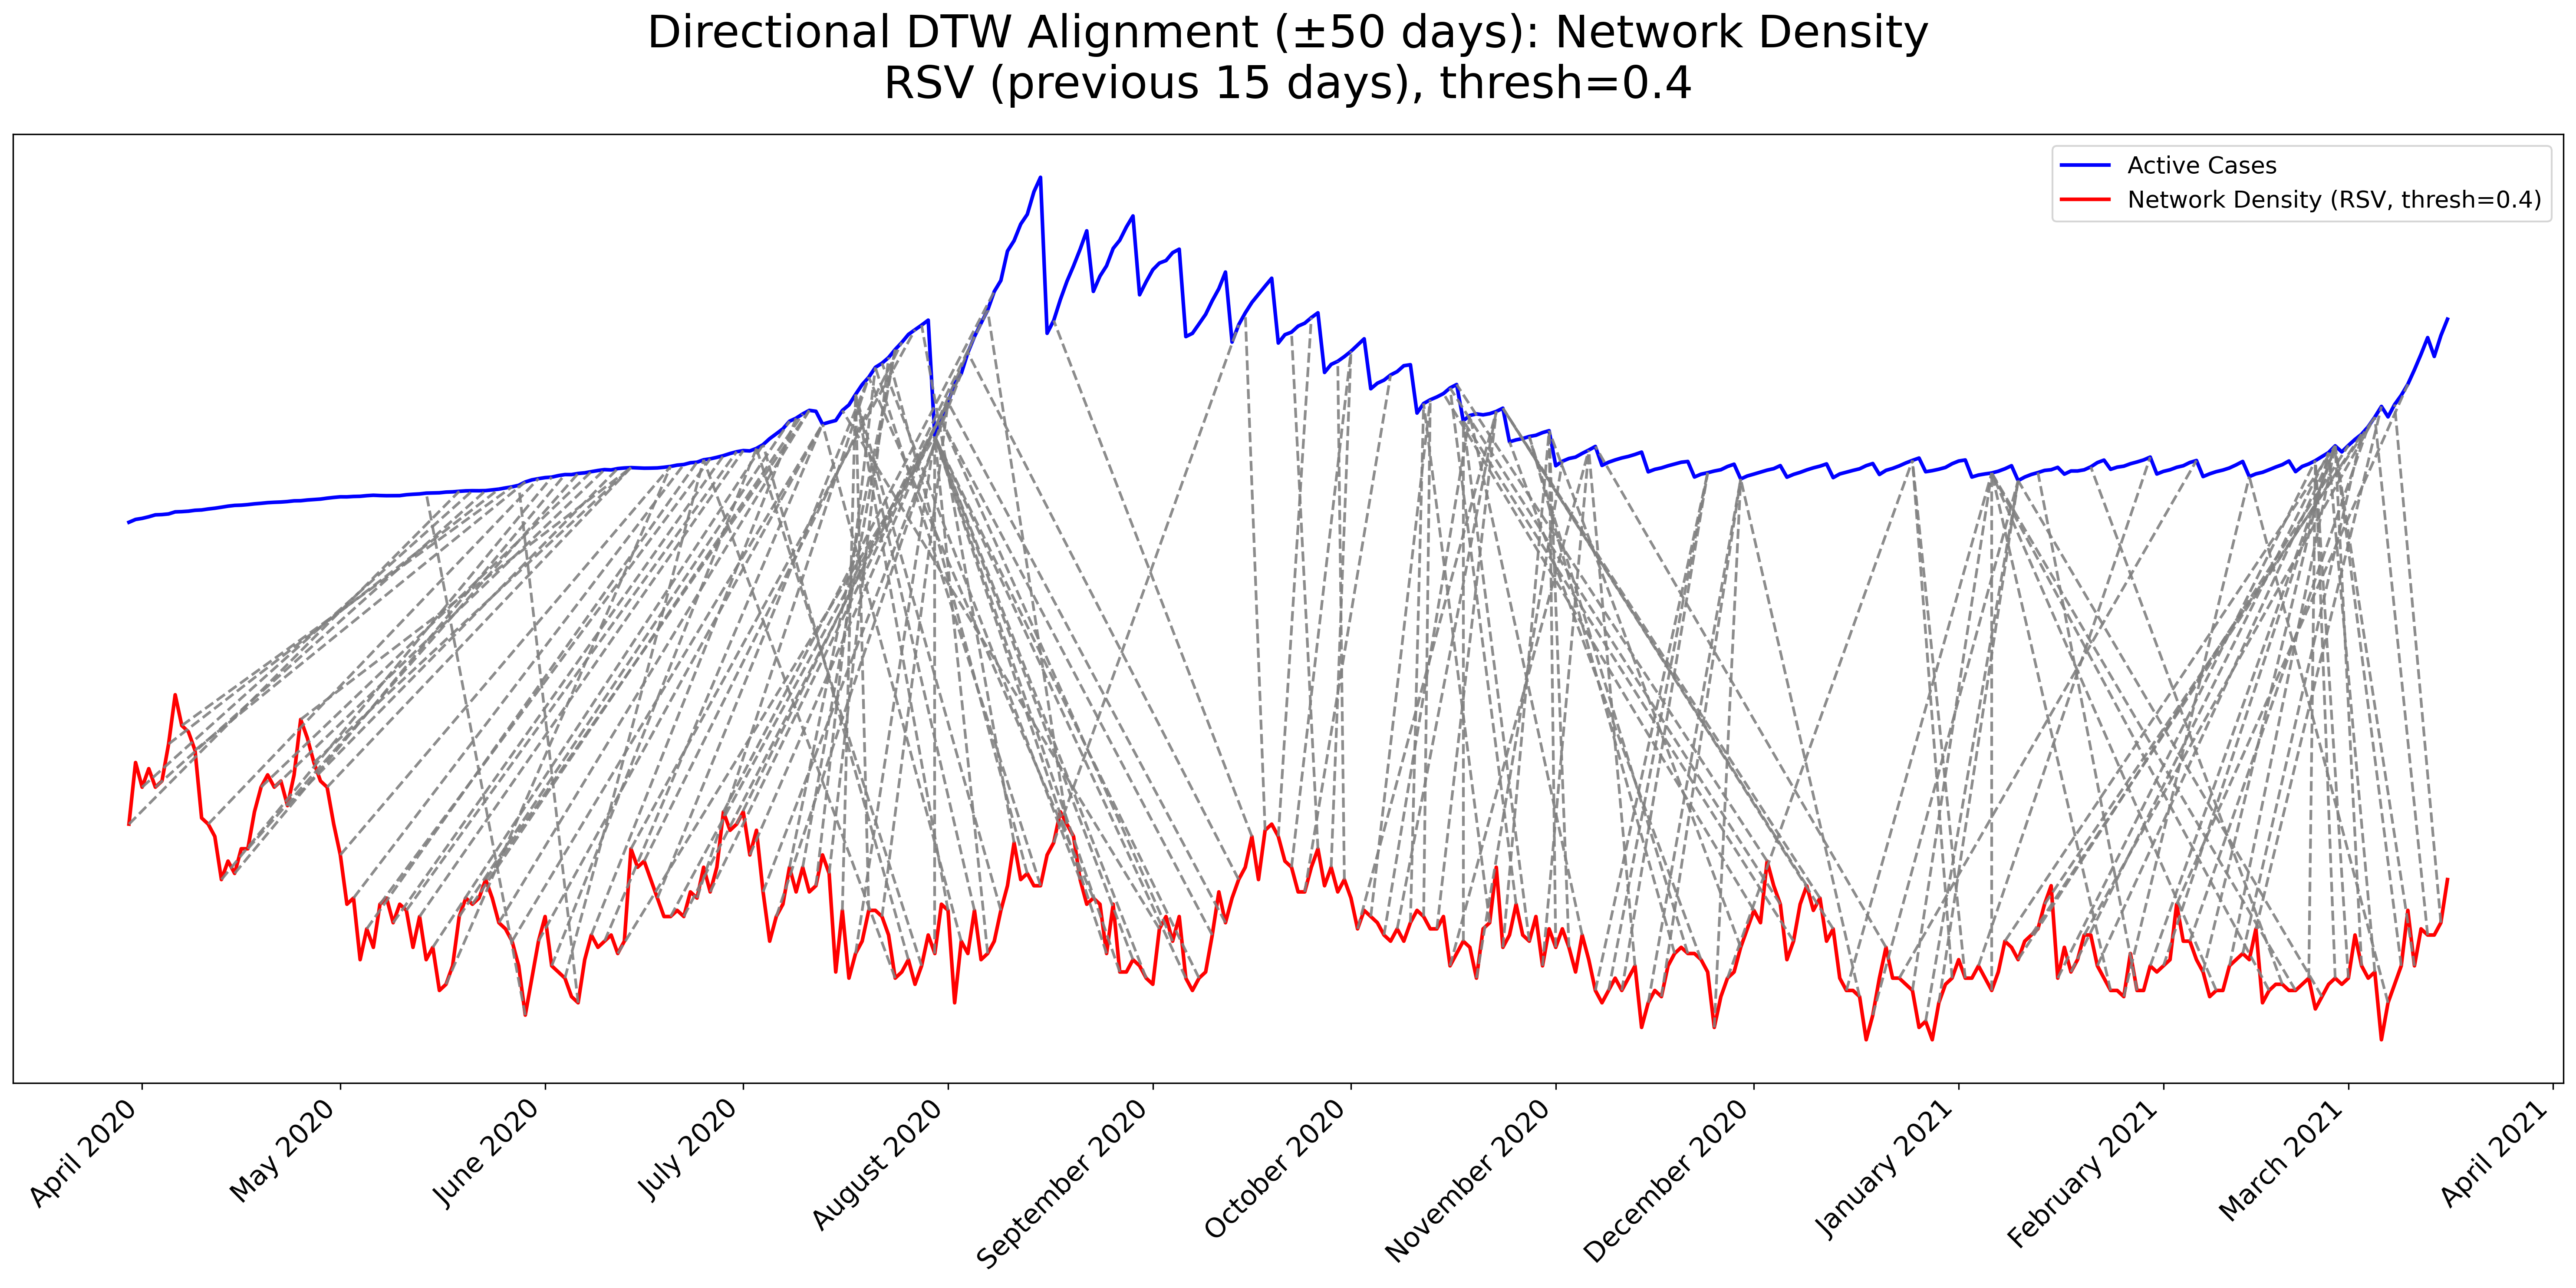 Directional DTW Alignment (±50 days): Network Density
RSV (previous 15 days), thresh=0.4
Active Cases
Network Density (RSV, thresh=0.4)
April 2020
May 2020
June 2020
July 2020
August 2020
September 2020
October 2020
November 2020
December 2020
January 2021
February 2021
March 2021
April 2021